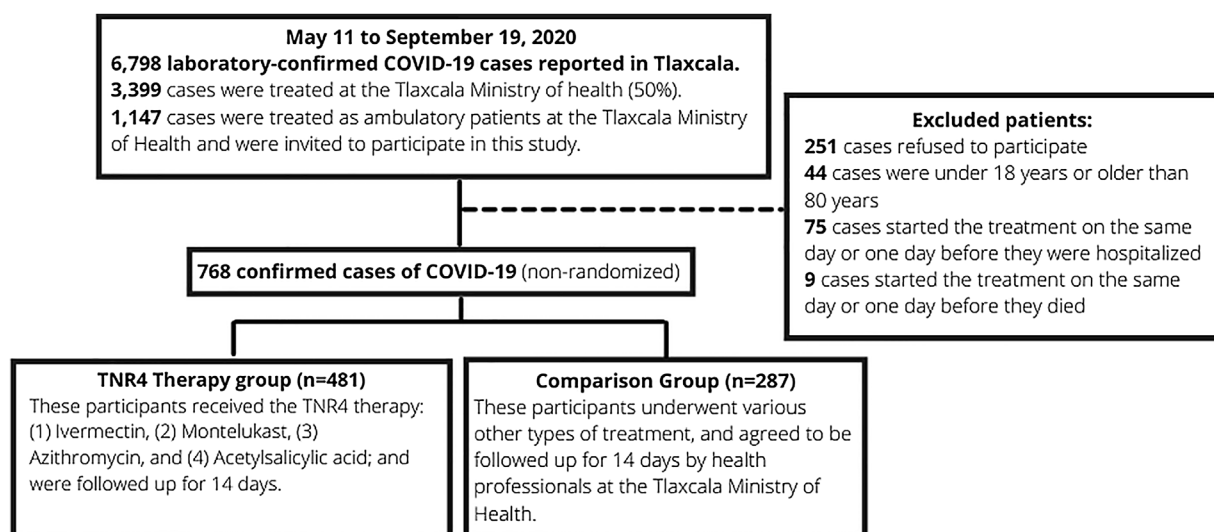 May 11 to September 19, 2020
6,798 laboratory-confirmed COVID-19 cases reported in Tlaxcala.
3,399 cases were treated at the Tlaxcala Ministry of health (50%).
1,147 cases were treated as ambulatory patients at the Tlaxcala Ministry
of Health and were invited to participate in this study.
Excluded patients:
251 cases refused to participate
44 cases were under 18 years or older than
80 years
75 cases started the treatment on the same
day or one day before they were hospitalized
9 cases started the treatment on the same
day or one day before they died
768 confirmed cases of COVID-19 (non-randomized)
TNR4 Therapy group (n=481)
These participants received the TNR4 therapy:
(1) Ivermectin, (2) Montelukast, (3)
Azithromycin, and (4) Acetylsalicylic acid; and
were followed up for 14 days.
Comparison Group (n=287)
These participants underwent various
other types of treatment, and agreed to be
followed up for 14 days by health
professionals at the Tlaxcala Ministry of
Health.